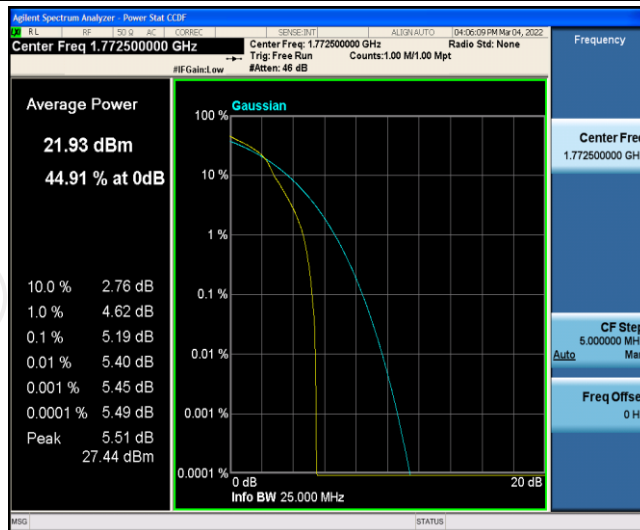 Agilent Spectrum Analyzer - Power Stat CCDF
RL RF 50 Ω AC CORREC SENSE:INT ALIGN AUTO 04:06:09 PM Mar 04, 2022
Center Freq 1.772500000 GHz
Center Freq: 1.772500000 GHz Radio Std: None
Trig: Free Run Counts:1.00 M/1.00 Mpt
#IFGain:Low #Atten: 46 dB
Frequency
Average Power
21.93 dBm
44.91 % at 0dB
10.0 % 2.76 dB
1.0 % 4.62 dB
0.1 % 5.19 dB
0.01 % 5.40 dB
0.001 % 5.45 dB
0.0001 % 5.49 dB
Peak 5.51 dB
27.44 dBm
Gaussian
100 %
10 %
1 %
0.1 %
0.01 %
0.001 %
0.0001 %
0 dB 20 dB
Info BW 25.000 MHz
Center Fre
1.772500000 GH
CF Step
5.000000 MH
Auto Ma
Freq Offse
0 H
MSG STATUS